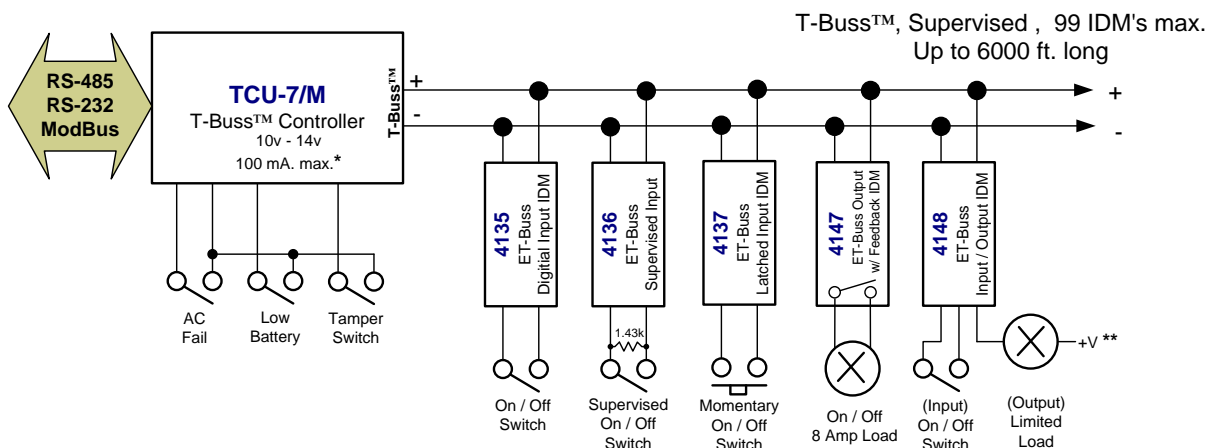 T-Buss™, Supervised , 99 IDM's max.
Up to 6000 ft. long
RS-485
RS-232
ModBus
TCU-7/M
T-Buss™ Controller
10v - 14v
100 mA. max.*
T-Buss™
+
-
+
-
4135
ET-Buss
Digitial Input IDM
4136
ET-Buss
Supervised Input
4137
ET-Buss
Latched Input IDM
4147
ET-Buss Output
w/ Feedback IDM
4148
ET-Buss
Input / Output IDM
AC
Fail
Low
Battery
Tamper
Switch
1.43k
+V **
On / Off
Switch
Supervised
On / Off
Switch
Momentary
On / Off
Switch
On / Off
8 Amp Load
(Input)
On / Off
Switch
(Output)
Limited
Load